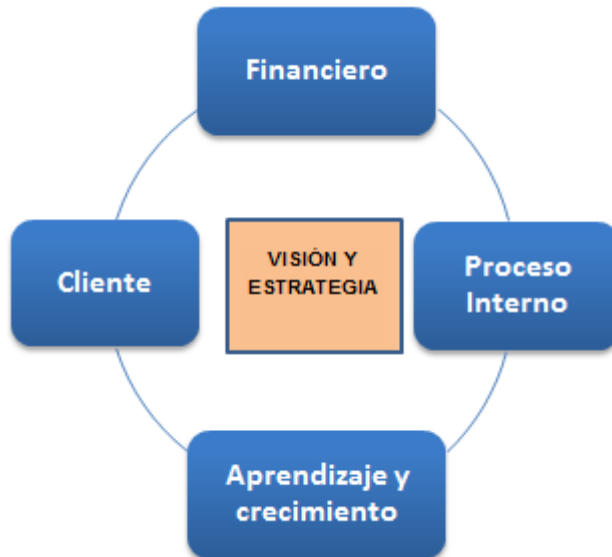 Financiero
Cliente
VISIÓN Y
ESTRATEGIA
Proceso
Interno
Aprendizaje y
crecimiento